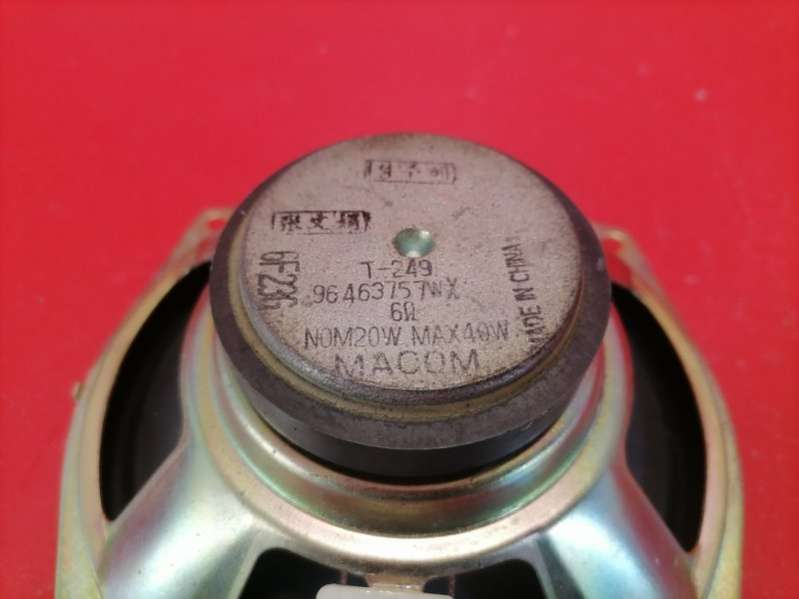 T-249
96463757WX
6Ω
NOM20W MAX40W
MACOM
MADE IN CHINA